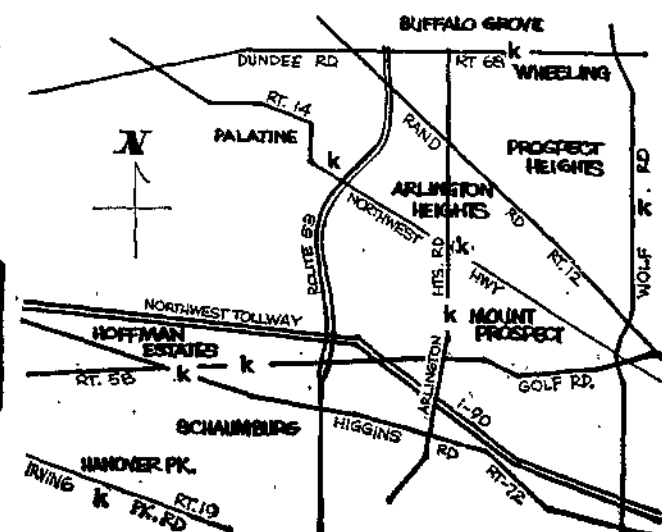 BUFFALO GROVE
k
DUNDEE RD
RT 68
WHEELING
RT. 14
RAND
RD
RT. 12
PALATINE
k
N
PROSPECT
HEIGHTS
WOLF RD
k
ARLINGTON
HEIGHTS
NORTHWEST
HWY
ROUTE 53
HTS. RD
k
NORTHWEST TOLLWAY
HOFFMAN
ESTATES
k
MOUNT
PROSPECT
k
k
RT. 58
ARLINGTON
GOLF RD.
I-90
SCHAUMBURG
HIGGINS
RD
RT-72
HANOVER PK.
IRVING
k
PK. RD
RT.19